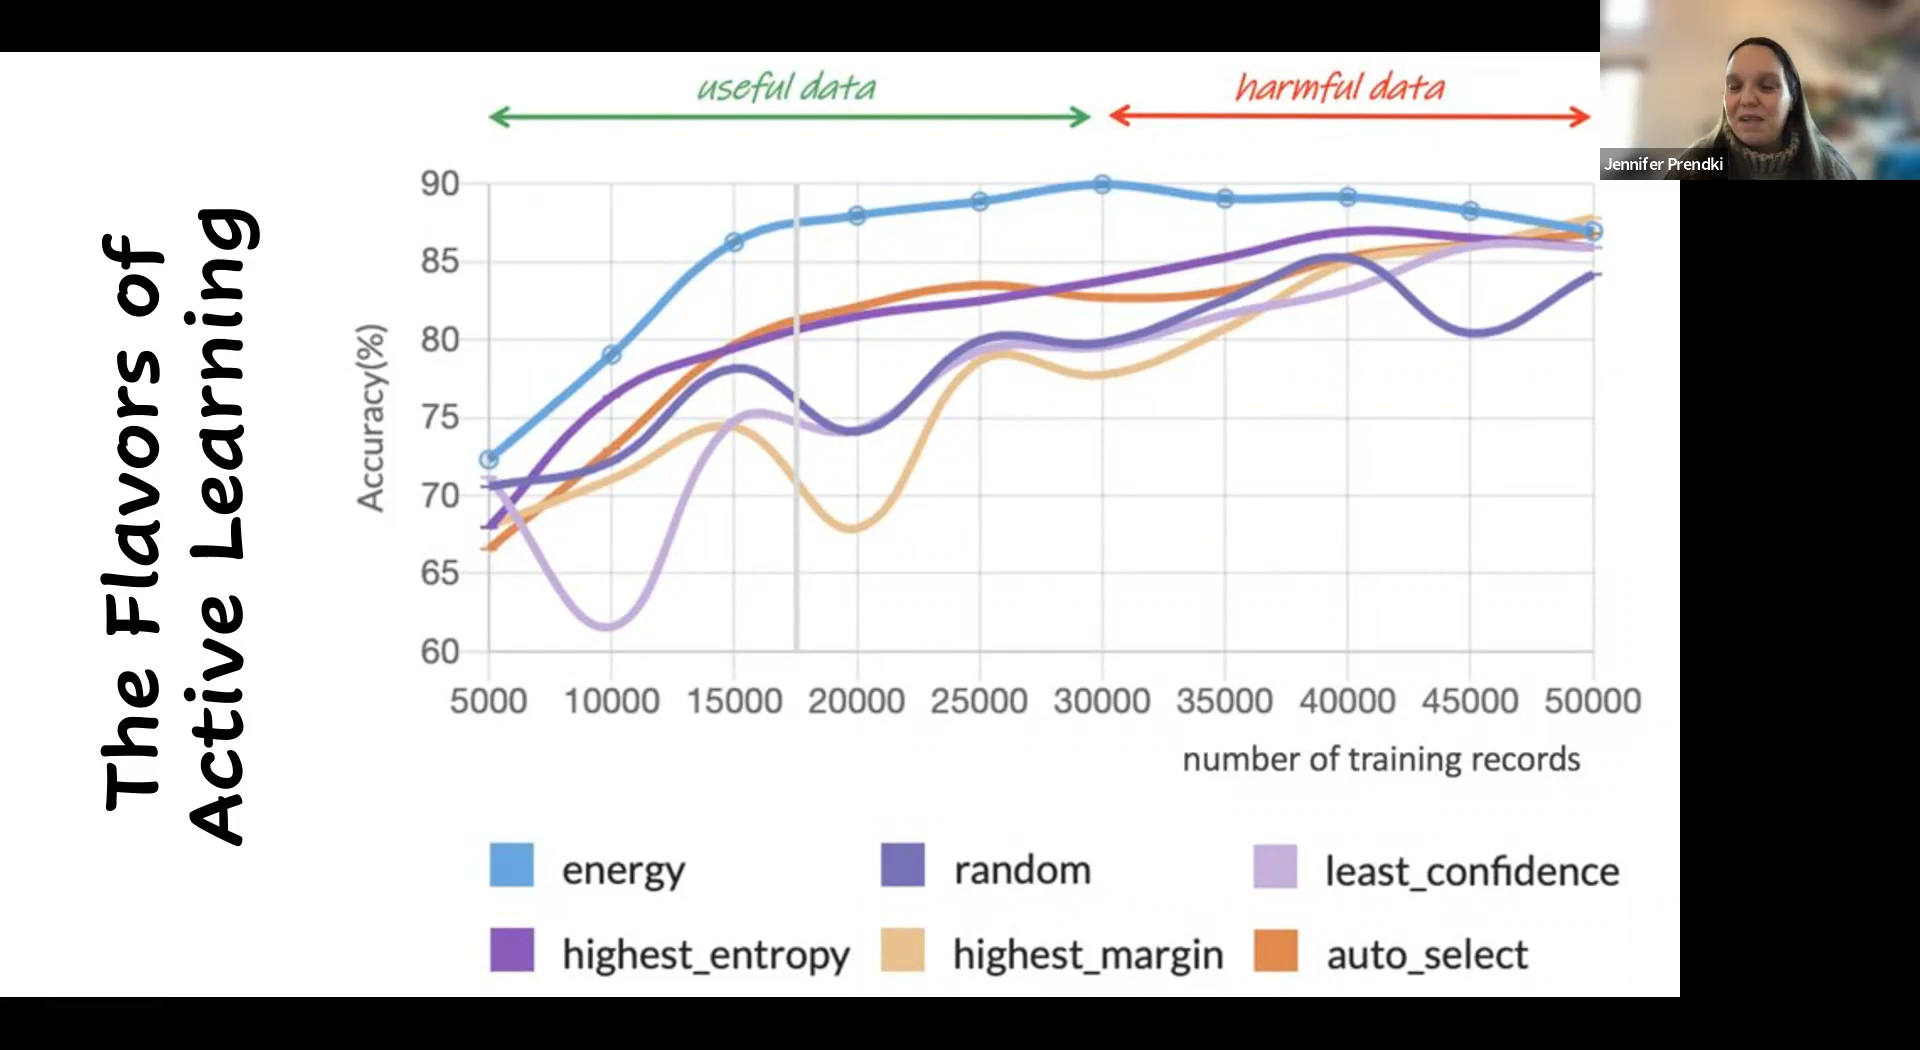 The Flavors of
Active Learning
useful data
harmful data
Jennifer Prendki
Accuracy(%)
90
85
80
75
70
65
60
5000 10000 15000 20000 25000 30000 35000 40000 45000 50000
number of training records
energy random least_confidence
highest_entropy highest_margin auto_select